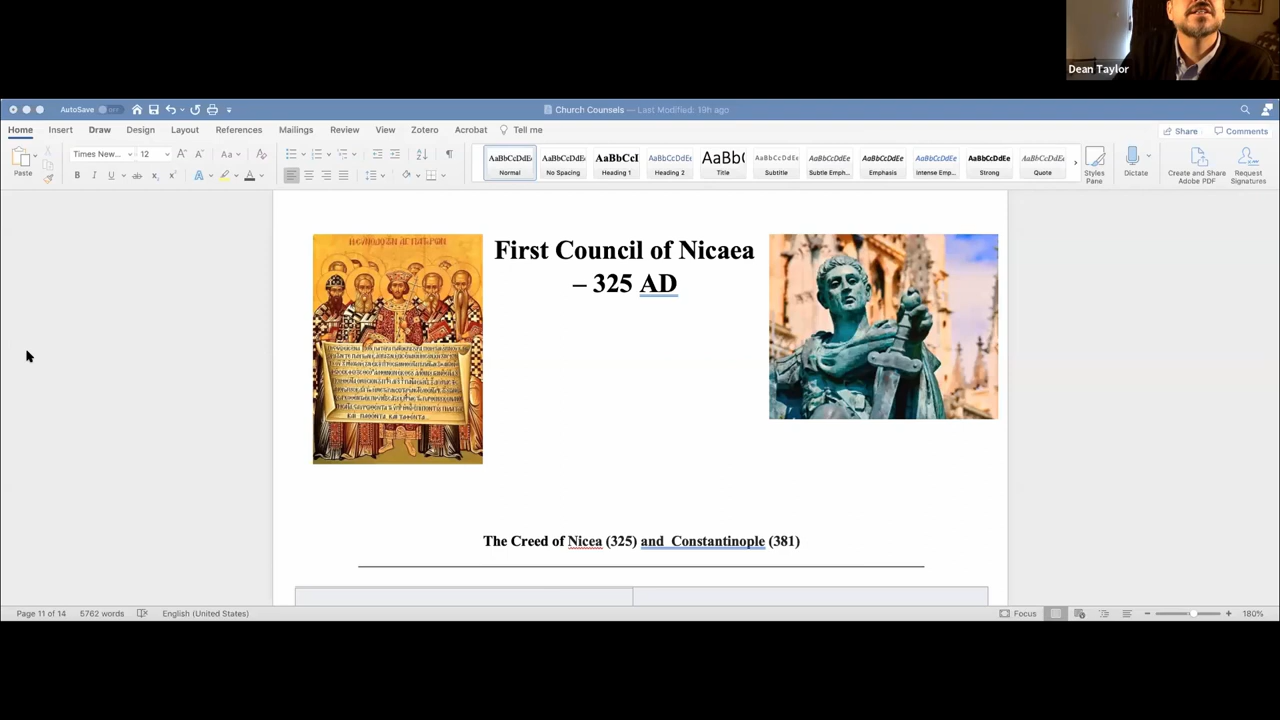 Dean Taylor
AutoSave OFF
Church Counsels — Last Modified: 19h ago
Home Insert Draw Design Layout References Mailings Review View Zotero Acrobat Tell me
Share Comments
Paste
Times New... 12
AaBbCcDdEe AaBbCcDdEe AaBbCcI AaBbCcDdEe AaBb( AaBbCcDdEe AaBbCcDdEe AaBbCcDdEe AaBbCcDdEe AaBbCcDdEe AaBbCcDdEe
Normal No Spacing Heading 1 Heading 2 Title Subtitle Subtle Emph... Emphasis Intense Emp... Strong Quote
Styles Pane
Dictate
Create and Share Adobe PDF
Request Signatures
First Council of Nicaea
– 325 AD
The Creed of Nicea (325) and Constantinople (381)
Page 11 of 14 5762 words English (United States) Focus 180%